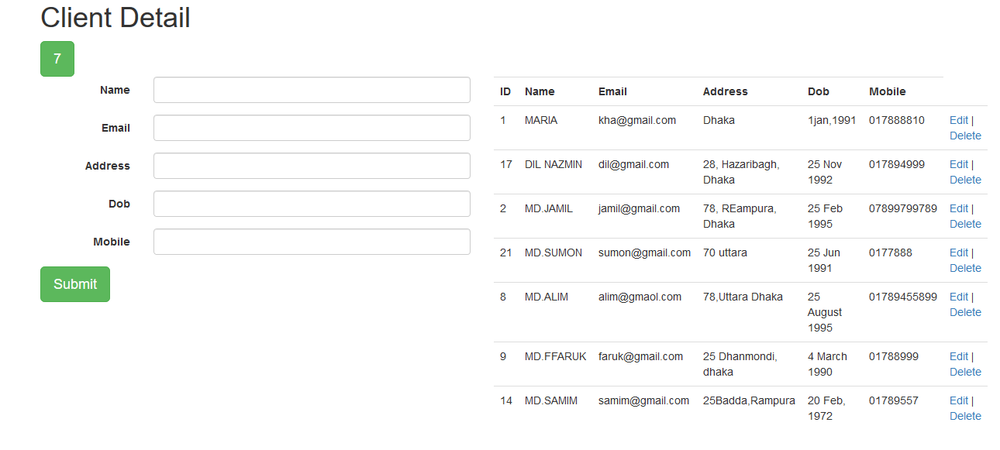 Client Detail
7
Name
Email
Address
Dob
Mobile
Submit
ID Name Email Address Dob Mobile
1 MARIA kha@gmail.com Dhaka 1jan,1991 017888810 Edit |
Delete
17 DIL NAZMIN dil@gmail.com 28, Hazaribagh, 25 Nov 017894999 Edit |
Dhaka 1992 Delete
2 MD.JAMIL jamil@gmail.com 78, REampura, 25 Feb 07899799789 Edit |
Dhaka 1995 Delete
21 MD.SUMON sumon@gmail.com 70 uttara 25 Jun 0177888 Edit |
1991 Delete
8 MD.ALIM alim@gmaol.com 78,Uttara Dhaka 25 01789455899 Edit |
August Delete
1995
9 MD.FFARUK faruk@gmail.com 25 Dhanmondi, 4 March 01788999 Edit |
dhaka 1990 Delete
14 MD.SAMIM samim@gmail.com 25Badda,Rampura 20 Feb, 01789557 Edit |
1972 Delete